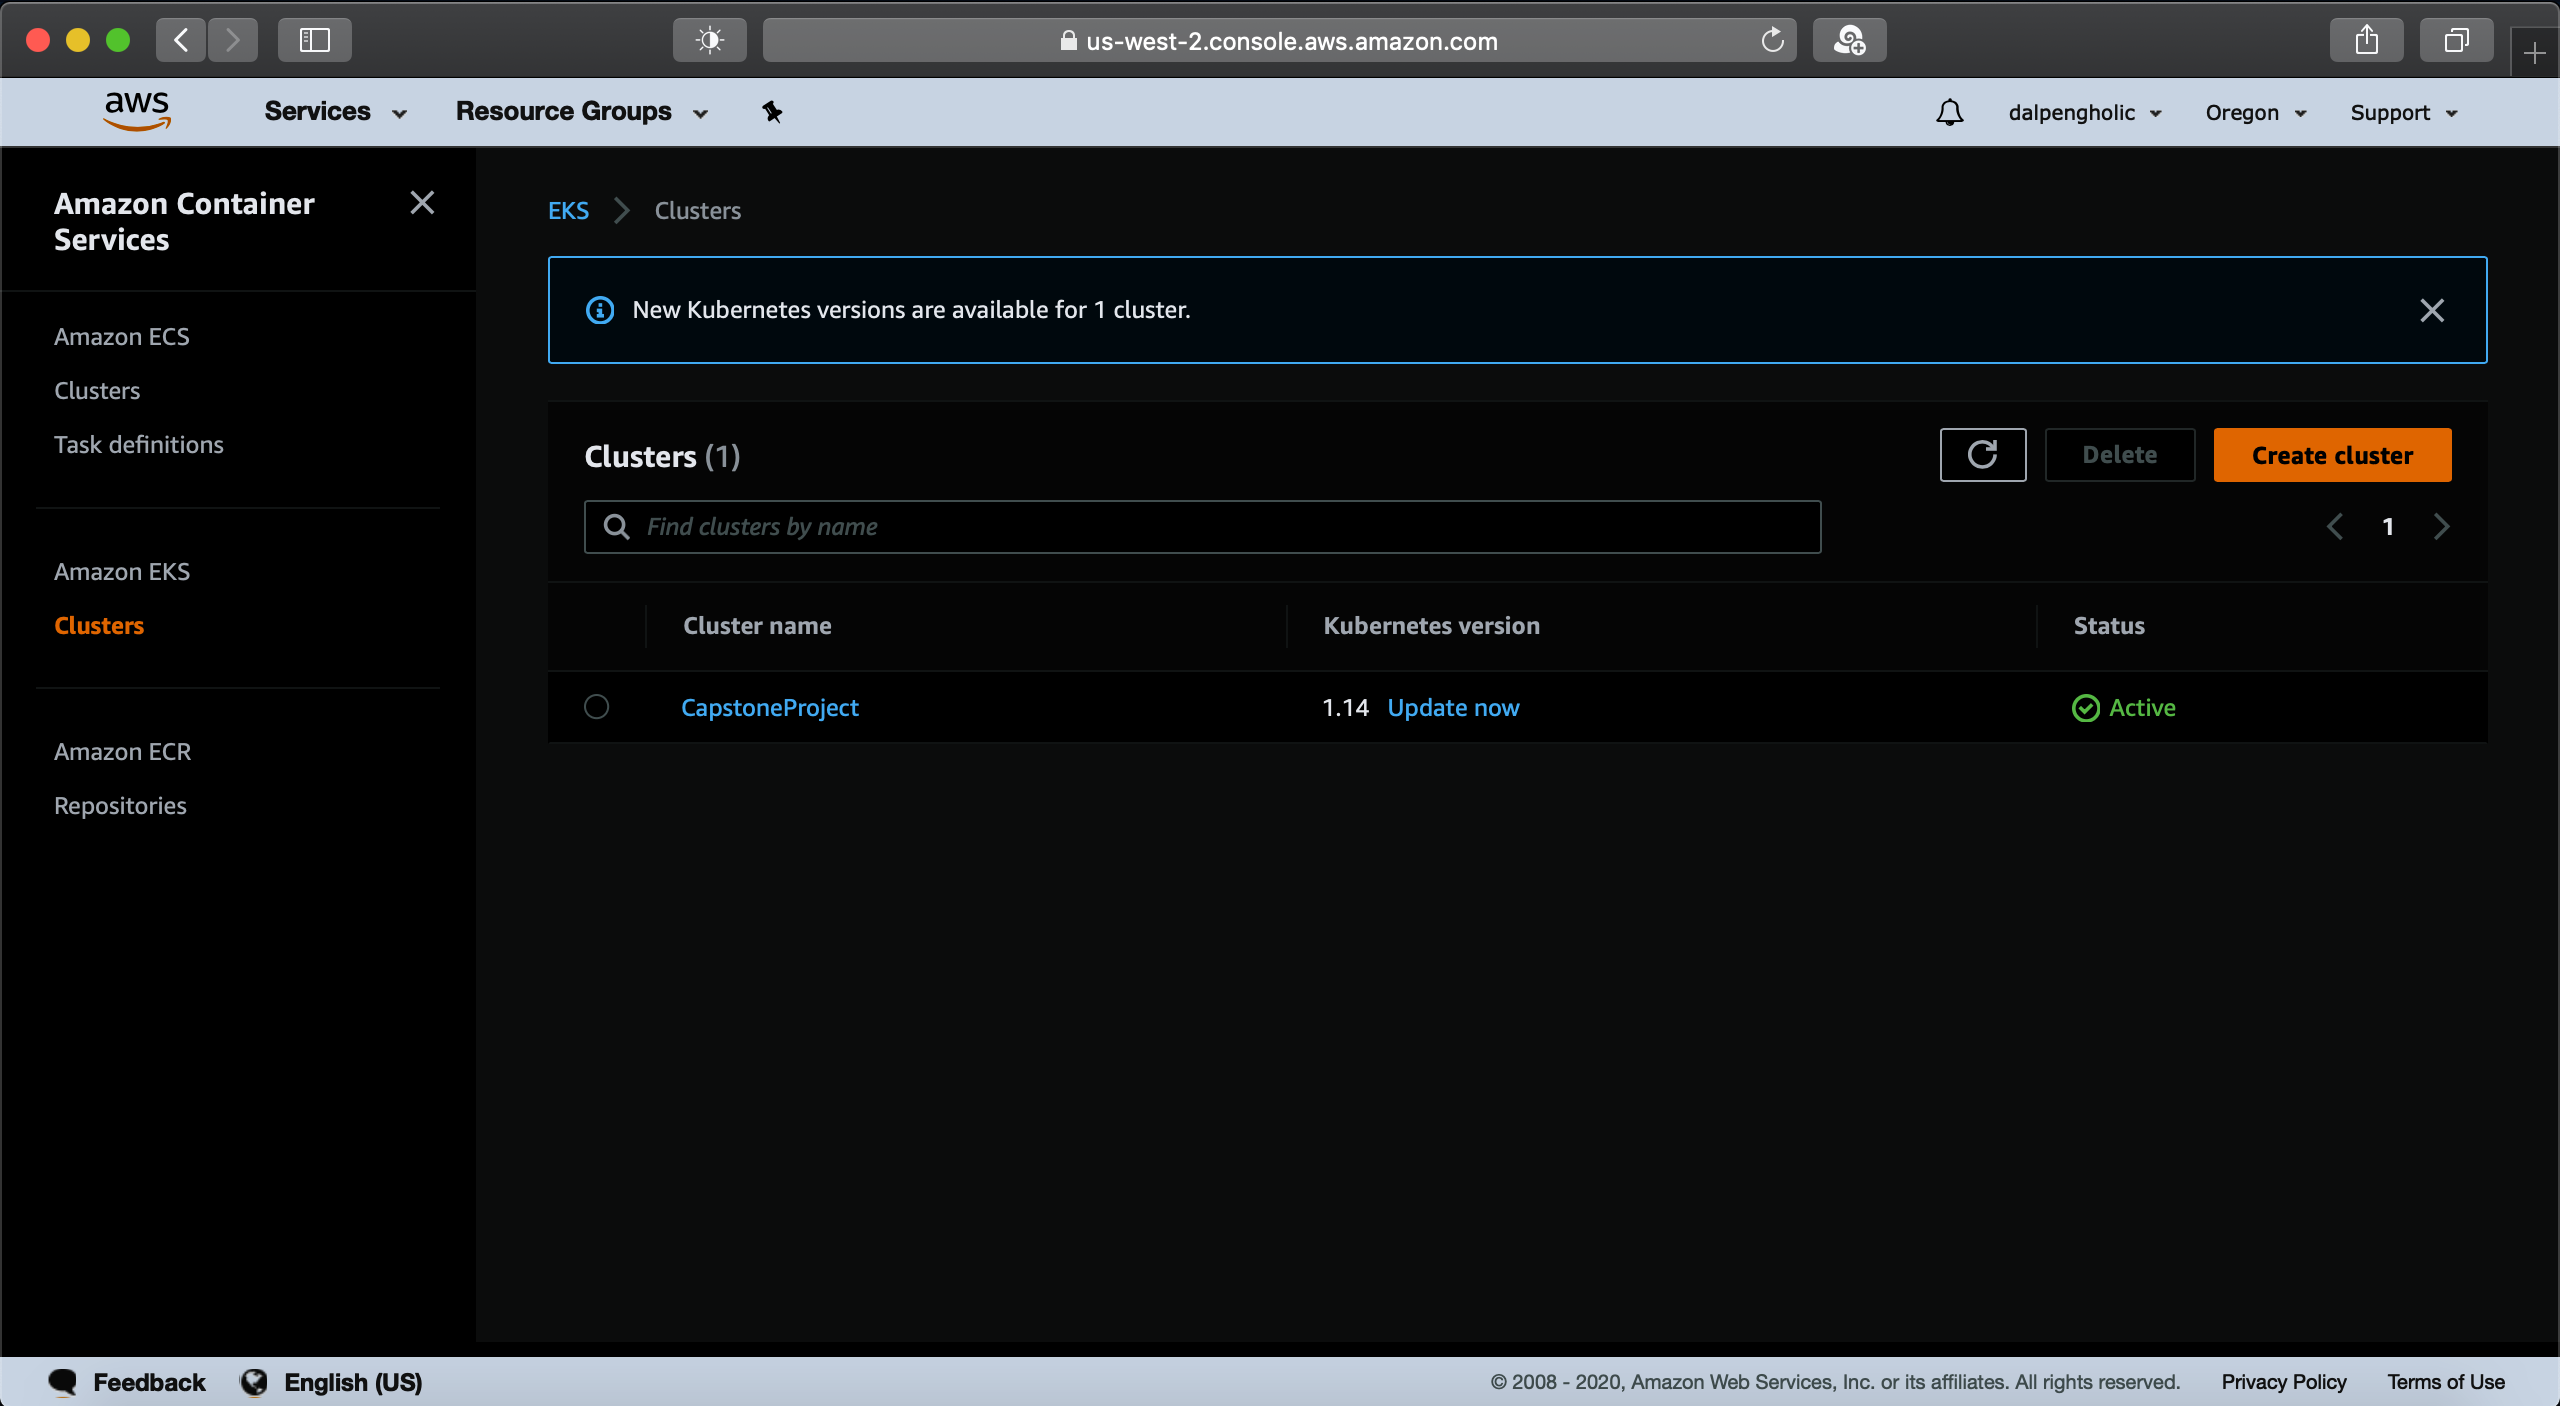 us-west-2.console.aws.amazon.com
aws
Services
Resource Groups
dalpengholic
Oregon
Support
Amazon Container
Services
Amazon ECS
Clusters
Task definitions
Amazon EKS
Clusters
Amazon ECR
Repositories
EKS
Clusters
New Kubernetes versions are available for 1 cluster.
Clusters (1)
Delete
Create cluster
Find clusters by name
1
Cluster name
Kubernetes version
Status
CapstoneProject
1.14 Update now
Active
Feedback
English (US)
© 2008 - 2020, Amazon Web Services, Inc. or its affiliates. All rights reserved.
Privacy Policy
Terms of Use